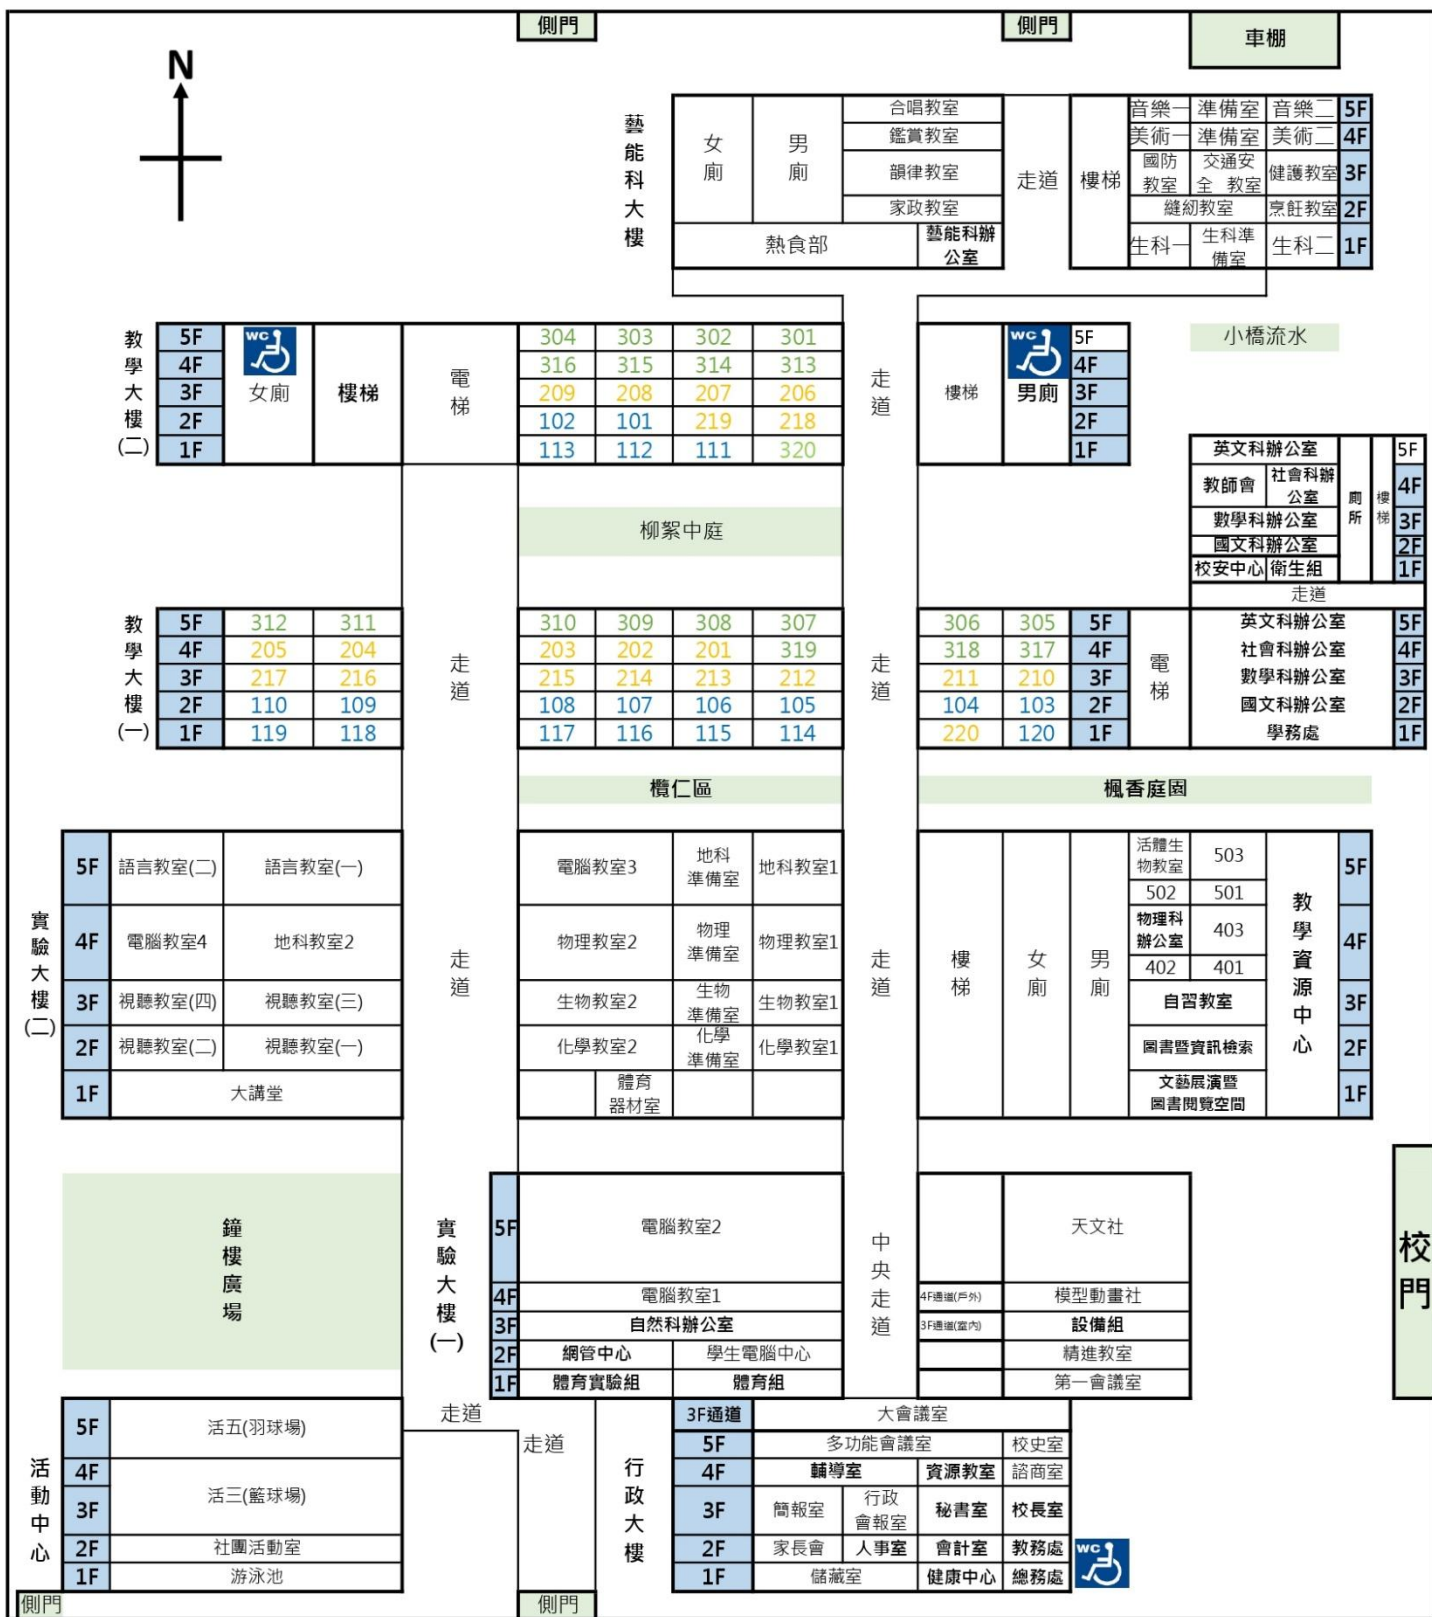 側門 側門 車棚
N
藝能科大樓
女廁 男廁 合唱教室 走道 樓梯 音樂一 準備室 音樂二 5F
鑑賞教室 美術一 準備室 美術二 4F
韻律教室 國防教室 交通安全 教室 健護教室 3F
家政教室 縫紉教室 烹飪教室 2F
熱食部 藝能科辦公室 生科一 生科準備室 生科二 1F
教學大樓(二)
5F WC 女廁 樓梯 電梯 304 303 302 301 走道 樓梯 WC 男廁 5F
4F 316 315 314 313 4F
3F 209 208 207 206 3F
2F 102 101 219 218 2F
1F 113 112 111 320 1F
小橋流水
英文科辦公室 廁所 樓梯 5F
教師會 社會科辦公室 4F
數學科辦公室 3F
國文科辦公室 2F
校安中心 衛生組 1F
走道
柳絮中庭
教學大樓(一)
5F 312 311 走道 310 309 308 307 走道 306 305 5F 電梯 英文科辦公室 5F
4F 205 204 203 202 201 319 318 317 4F 社會科辦公室 4F
3F 217 216 215 214 213 212 211 210 3F 數學科辦公室 3F
2F 110 109 108 107 106 105 104 103 2F 國文科辦公室 2F
1F 119 118 117 116 115 114 220 120 1F 學務處 1F
欖仁區 楓香庭園
實驗大樓(二)
5F 語言教室(二) 語言教室(一) 走道 電腦教室3 地科準備室 地科教室1 走道 樓梯 女廁 男廁 活體生物教室 503 教學資源中心 5F
502 501
4F 電腦教室4 地科教室2 物理教室2 物理準備室 物理教室1 物理科辦公室 403 4F
402 401
3F 視聽教室(四) 視聽教室(三) 生物教室2 生物準備室 生物教室1 自習教室 3F
2F 視聽教室(二) 視聽教室(一) 化學教室2 化學準備室 化學教室1 圖書暨資訊檢索 2F
1F 大講堂 體育器材室 文藝展演暨圖書閱覽空間 1F
鐘樓廣場
實驗大樓(一)
5F 電腦教室2 中央走道 天文社
4F 電腦教室1 4F通道(戶外) 模型動畫社
3F 自然科辦公室 3F通道(室內) 設備組
2F 網管中心 學生電腦中心 精進教室
1F 體育實驗組 體育組 第一會議室
校門
活動中心
5F 活五(羽球場)
4F 3F 活三(籃球場)
2F 社團活動室
1F 游泳池
走道
走道
行政大樓
3F通道 大會議室
5F 多功能會議室 校史室
4F 輔導室 資源教室 諮商室
3F 簡報室 行政會報室 秘書室 校長室
2F 家長會 人事室 會計室 教務處 WC
1F 儲藏室 健康中心 總務處
側門 側門